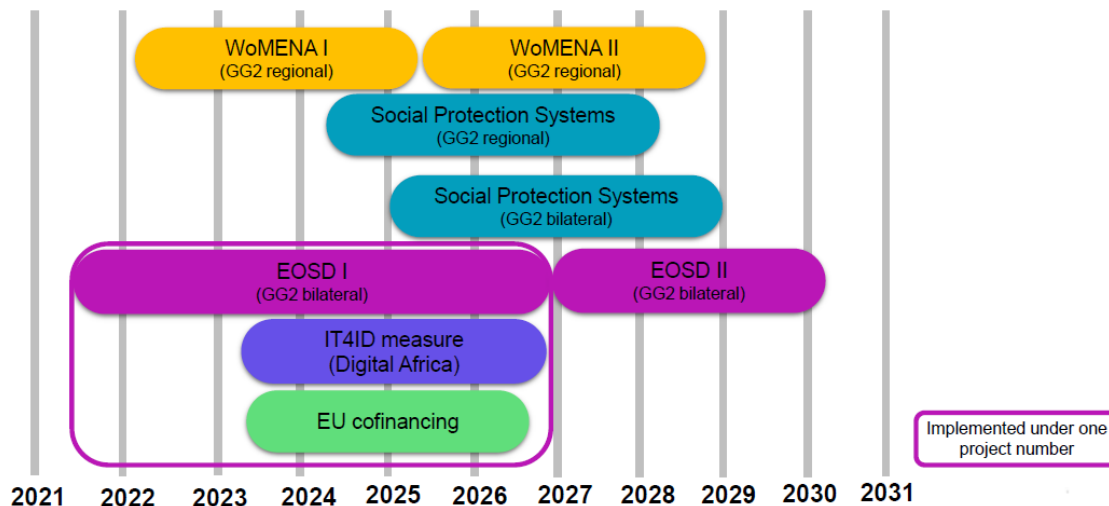 WoMENA I
(GG2 regional)
WoMENA II
(GG2 regional)
Social Protection Systems
(GG2 regional)
Social Protection Systems
(GG2 bilateral)
EOSD I
(GG2 bilateral)
EOSD II
(GG2 bilateral)
IT4ID measure
(Digital Africa)
EU cofinancing
Implemented under one
project number
2021 2022 2023 2024 2025 2026 2027 2028 2029 2030 2031